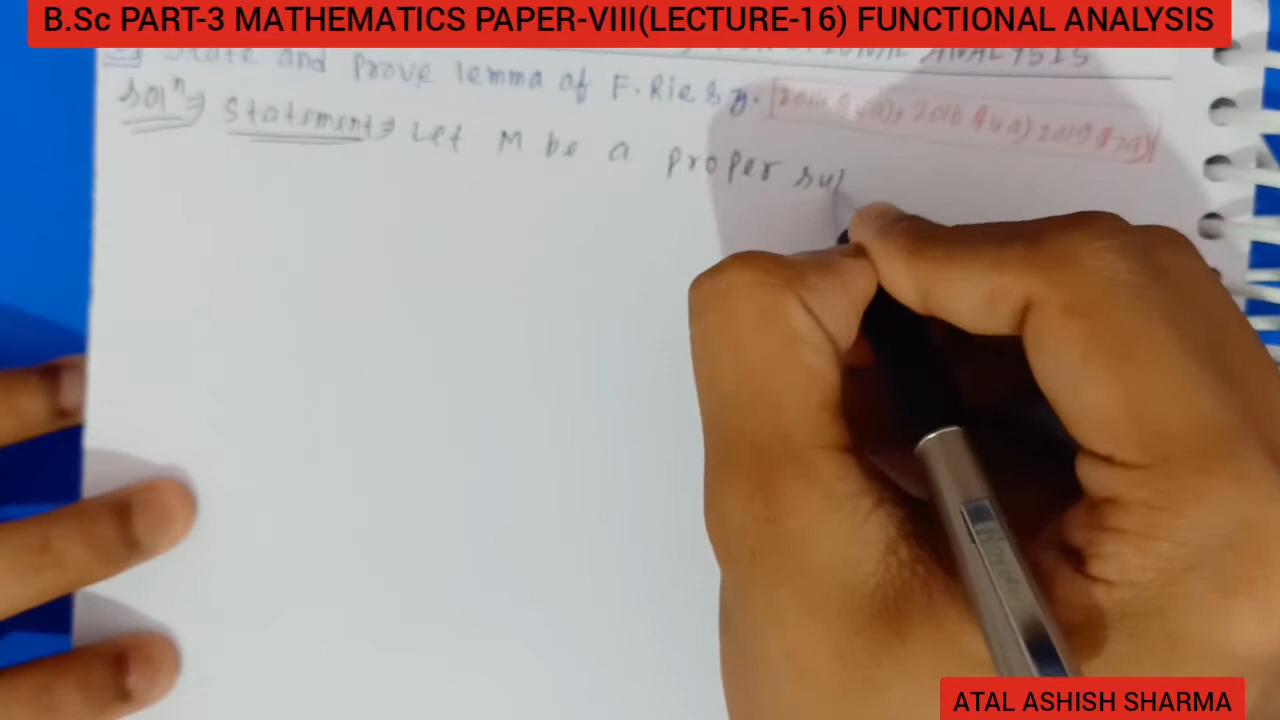 B.Sc PART-3 MATHEMATICS PAPER-VIII(LECTURE-16) FUNCTIONAL ANALYSIS
ANALYSIS
State and Prove lemma of F. Riesz.
Solⁿ⇒ Statement⇒ Let M be a proper sub
ATAL ASHISH SHARMA